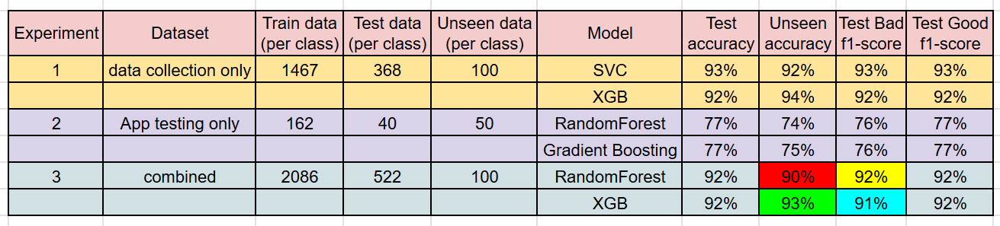 Experiment Dataset Train data (per class) Test data (per class) Unseen data (per class) Model Test accuracy Unseen accuracy Test Bad f1-score Test Good f1-score
1 data collection only 1467 368 100 SVC 93% 92% 93% 93%
XGB 92% 94% 92% 92%
2 App testing only 162 40 50 RandomForest 77% 74% 76% 77%
Gradient Boosting 77% 75% 76% 77%
3 combined 2086 522 100 RandomForest 92% 90% 92% 92%
XGB 92% 93% 91% 92%